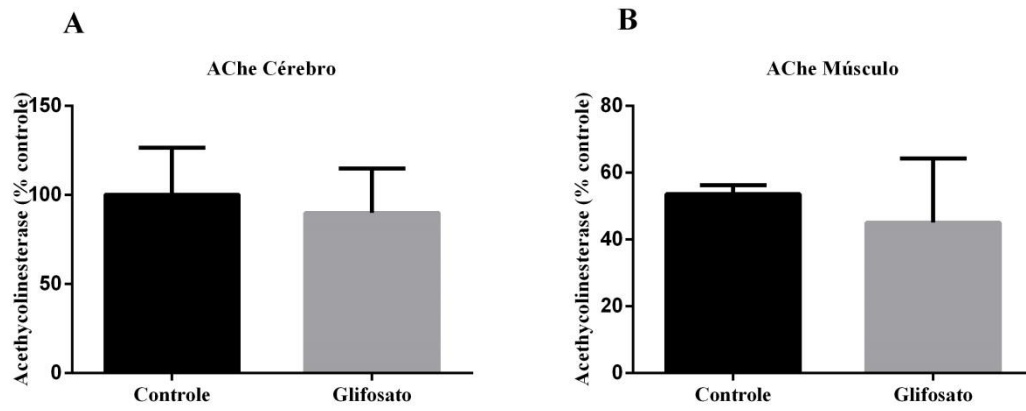 A
AChe Cérebro
Acethycolinesterase (% controle)
150
100
50
0
Controle
Glifosato
B
AChe Músculo
Acethycolinesterase (% controle)
80
60
40
20
0
Controle
Glifosato